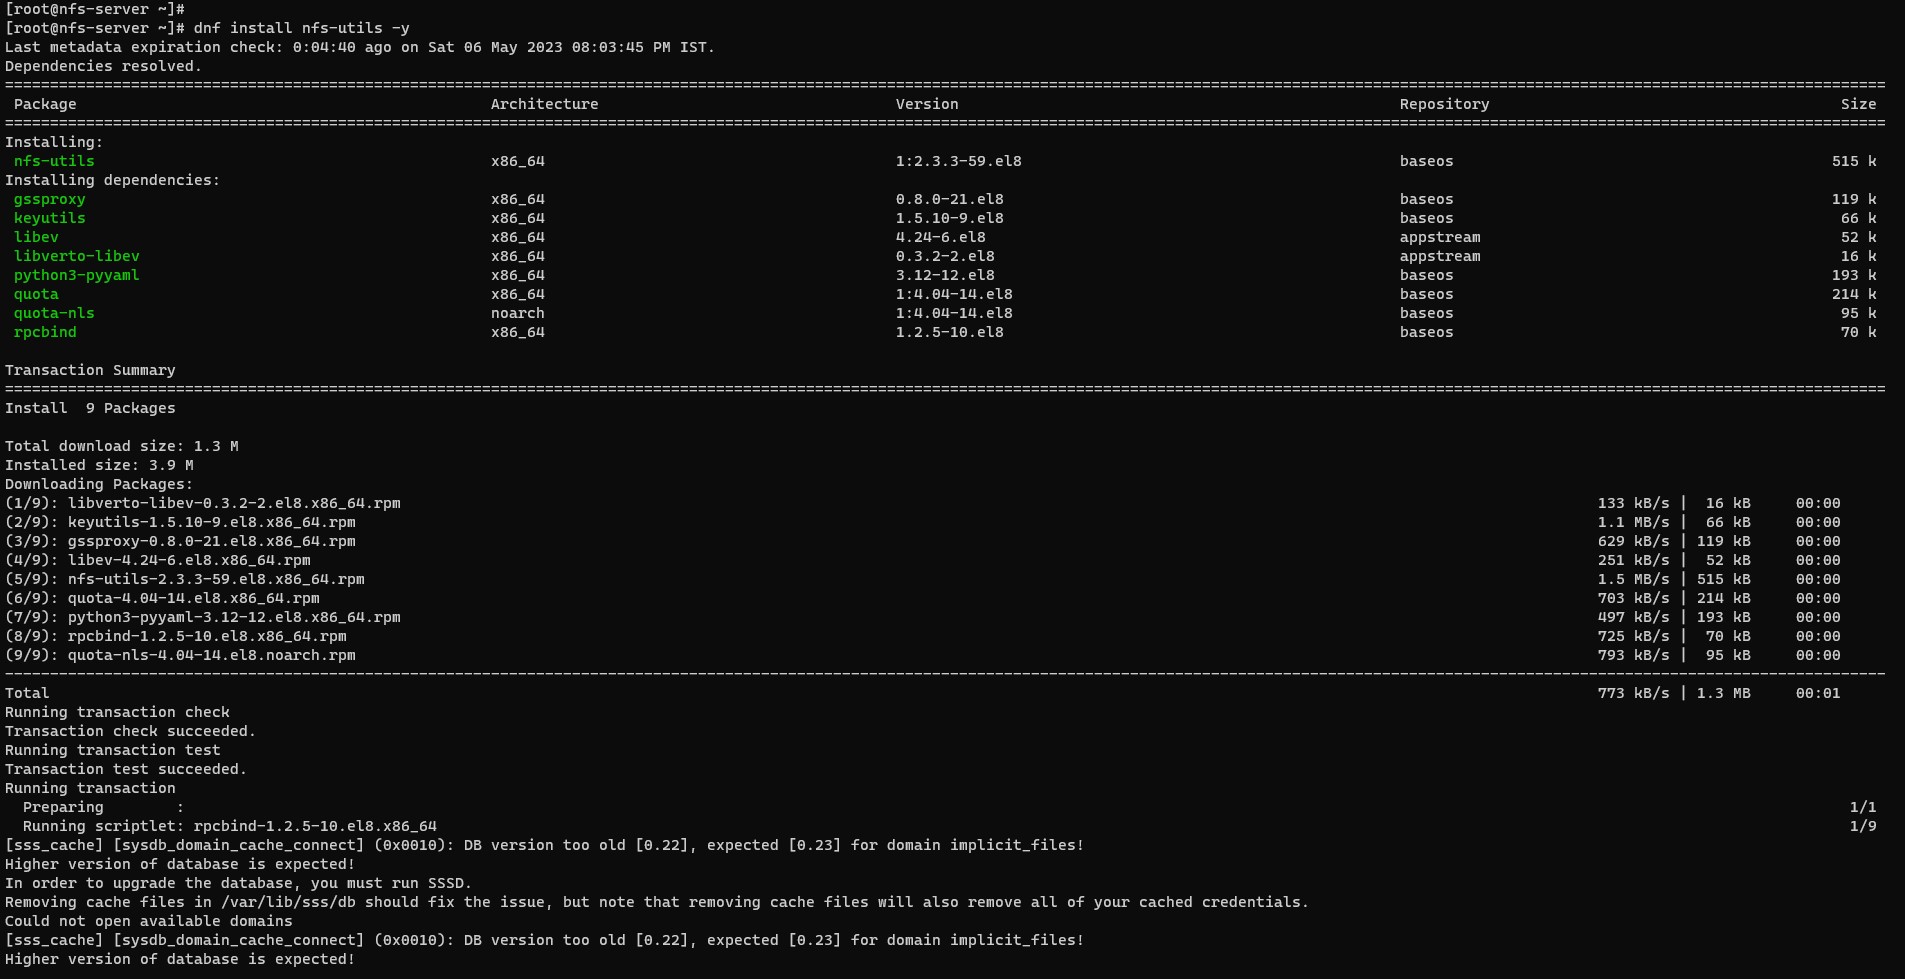 [root@nfs-server ~]#
[root@nfs-server ~]# dnf install nfs-utils -y
Last metadata expiration check: 0:04:40 ago on Sat 06 May 2023 08:03:45 PM IST.
Dependencies resolved.
================================================================================
 Package Architecture Version Repository Size
================================================================================
Installing:
 nfs-utils x86_64 1:2.3.3-59.el8 baseos 515 k
Installing dependencies:
 gssproxy x86_64 0.8.0-21.el8 baseos 119 k
 keyutils x86_64 1.5.10-9.el8 baseos 66 k
 libev x86_64 4.24-6.el8 appstream 52 k
 libverto-libev x86_64 0.3.2-2.el8 appstream 16 k
 python3-pyyaml x86_64 3.12-12.el8 baseos 193 k
 quota x86_64 1:4.04-14.el8 baseos 214 k
 quota-nls noarch 1:4.04-14.el8 baseos 95 k
 rpcbind x86_64 1.2.5-10.el8 baseos 70 k
Transaction Summary
================================================================================
Install  9 Packages
Total download size: 1.3 M
Installed size: 3.9 M
Downloading Packages:
(1/9): libverto-libev-0.3.2-2.el8.x86_64.rpm 133 kB/s |  16 kB     00:00
(2/9): keyutils-1.5.10-9.el8.x86_64.rpm 1.1 MB/s |  66 kB     00:00
(3/9): gssproxy-0.8.0-21.el8.x86_64.rpm 629 kB/s | 119 kB     00:00
(4/9): libev-4.24-6.el8.x86_64.rpm 251 kB/s |  52 kB     00:00
(5/9): nfs-utils-2.3.3-59.el8.x86_64.rpm 1.5 MB/s | 515 kB     00:00
(6/9): quota-4.04-14.el8.x86_64.rpm 703 kB/s | 214 kB     00:00
(7/9): python3-pyyaml-3.12-12.el8.x86_64.rpm 497 kB/s | 193 kB     00:00
(8/9): rpcbind-1.2.5-10.el8.x86_64.rpm 725 kB/s |  70 kB     00:00
(9/9): quota-nls-4.04-14.el8.noarch.rpm 793 kB/s |  95 kB     00:00
--------------------------------------------------------------------------------
Total 773 kB/s | 1.3 MB     00:01
Running transaction check
Transaction check succeeded.
Running transaction test
Transaction test succeeded.
Running transaction
  Preparing        : 1/1
  Running scriptlet: rpcbind-1.2.5-10.el8.x86_64 1/9
[sss_cache] [sysdb_domain_cache_connect] (0x0010): DB version too old [0.22], expected [0.23] for domain implicit_files!
Higher version of database is expected!
In order to upgrade the database, you must run SSSD.
Removing cache files in /var/lib/sss/db should fix the issue, but note that removing cache files will also remove all of your cached credentials.
Could not open available domains
[sss_cache] [sysdb_domain_cache_connect] (0x0010): DB version too old [0.22], expected [0.23] for domain implicit_files!
Higher version of database is expected!